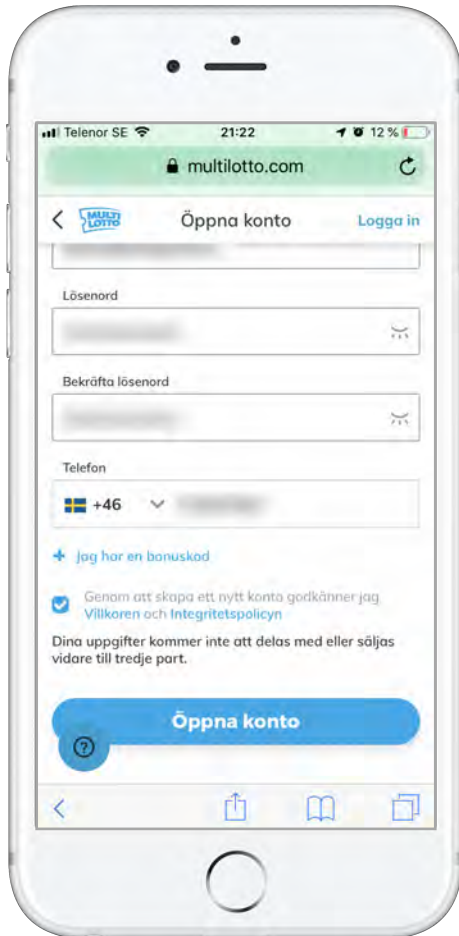 Telenor SE 21:22 12 %
multilotto.com
MULTI
LOTTO
Öppna konto
Logga in
Lösenord
Bekräfta lösenord
Telefon
+46
+ Jag har en bonuskod
Genom att skapa ett nytt konto godkänner jag
Villkoren och Integritetspolicyn
Dina uppgifter kommer inte att delas med eller säljas
vidare till tredje part.
Öppna konto
?